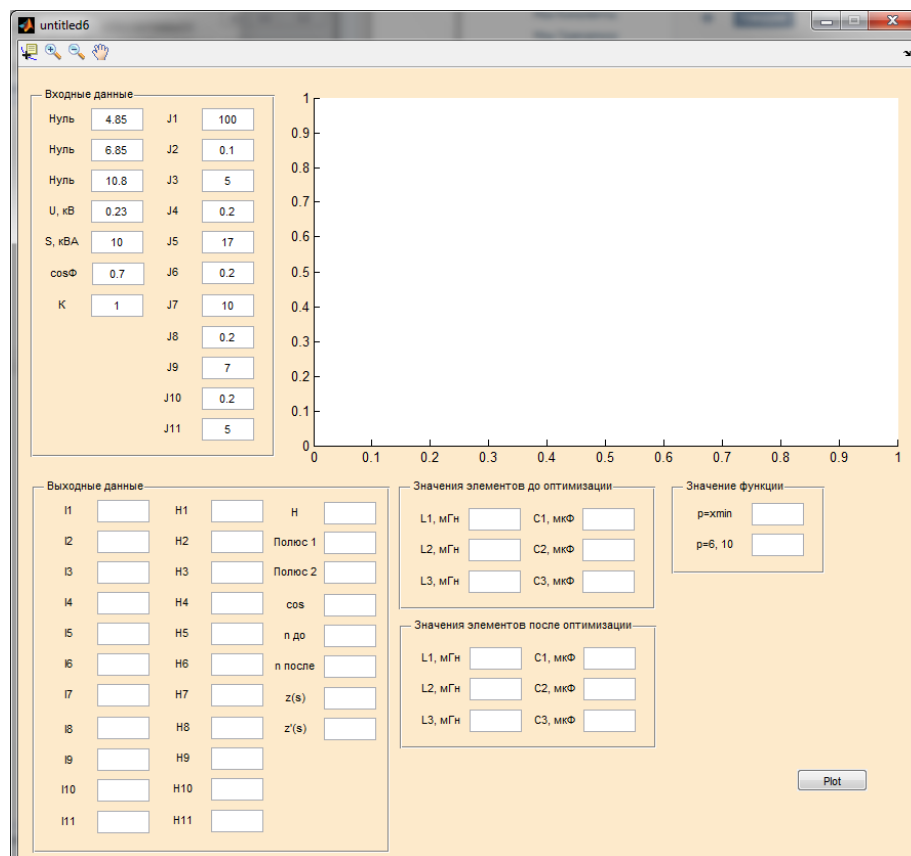 untitled6
Входные данные
Нуль 4.85 J1 100
Нуль 6.85 J2 0.1
Нуль 10.8 J3 5
U, кВ 0.23 J4 0.2
S, кВА 10 J5 17
cosФ 0.7 J6 0.2
К 1 J7 10
J8 0.2
J9 7
J10 0.2
J11 5
1
0.9
0.8
0.7
0.6
0.5
0.4
0.3
0.2
0.1
0
0 0.1 0.2 0.3 0.4 0.5 0.6 0.7 0.8 0.9 1
Выходные данные
I1 H1 Н
I2 H2 Полюс 1
I3 H3 Полюс 2
I4 H4 cos
I5 H5 n до
I6 H6 n после
I7 H7 z(s)
I8 H8 z'(s)
I9 H9
I10 H10
I11 H11
Значения элементов до оптимизации
L1, мГн C1, мкФ
L2, мГн C2, мкФ
L3, мГн C3, мкФ
Значения элементов после оптимизации
L1, мГн C1, мкФ
L2, мГн C2, мкФ
L3, мГн C3, мкФ
Значение функции
p=xmin
p=6, 10
Plot